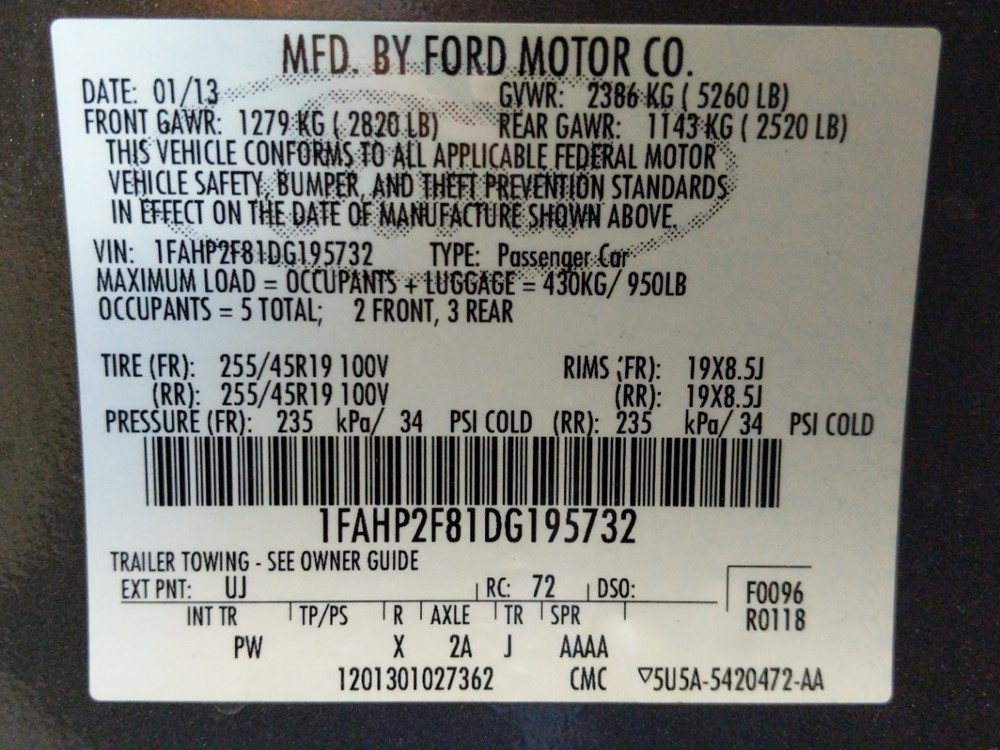 MFD. BY FORD MOTOR CO.
DATE: 01/13 GVWR: 2386 KG ( 5260 LB)
FRONT GAWR: 1279 KG ( 2820 LB) REAR GAWR: 1143 KG ( 2520 LB)
THIS VEHICLE CONFORMS TO ALL APPLICABLE FEDERAL MOTOR
VEHICLE SAFETY, BUMPER, AND THEFT PREVENTION STANDARDS
IN EFFECT ON THE DATE OF MANUFACTURE SHOWN ABOVE.
VIN: 1FAHP2F81DG195732 TYPE: Passenger Car
MAXIMUM LOAD = OCCUPANTS + LUGGAGE = 430KG/ 950LB
OCCUPANTS = 5 TOTAL; 2 FRONT, 3 REAR
TIRE (FR): 255/45R19 100V RIMS (FR): 19X8.5J
(RR): 255/45R19 100V (RR): 19X8.5J
PRESSURE (FR): 235 kPa/ 34 PSI COLD (RR): 235 kPa/ 34 PSI COLD
1FAHP2F81DG195732
TRAILER TOWING - SEE OWNER GUIDE
EXT PNT: UJ RC: 72 DSO: F0096
INT TR TP/PS R AXLE TR SPR R0118
PW X 2A J AAAA
1201301027362 CMC ▽5U5A-5420472-AA